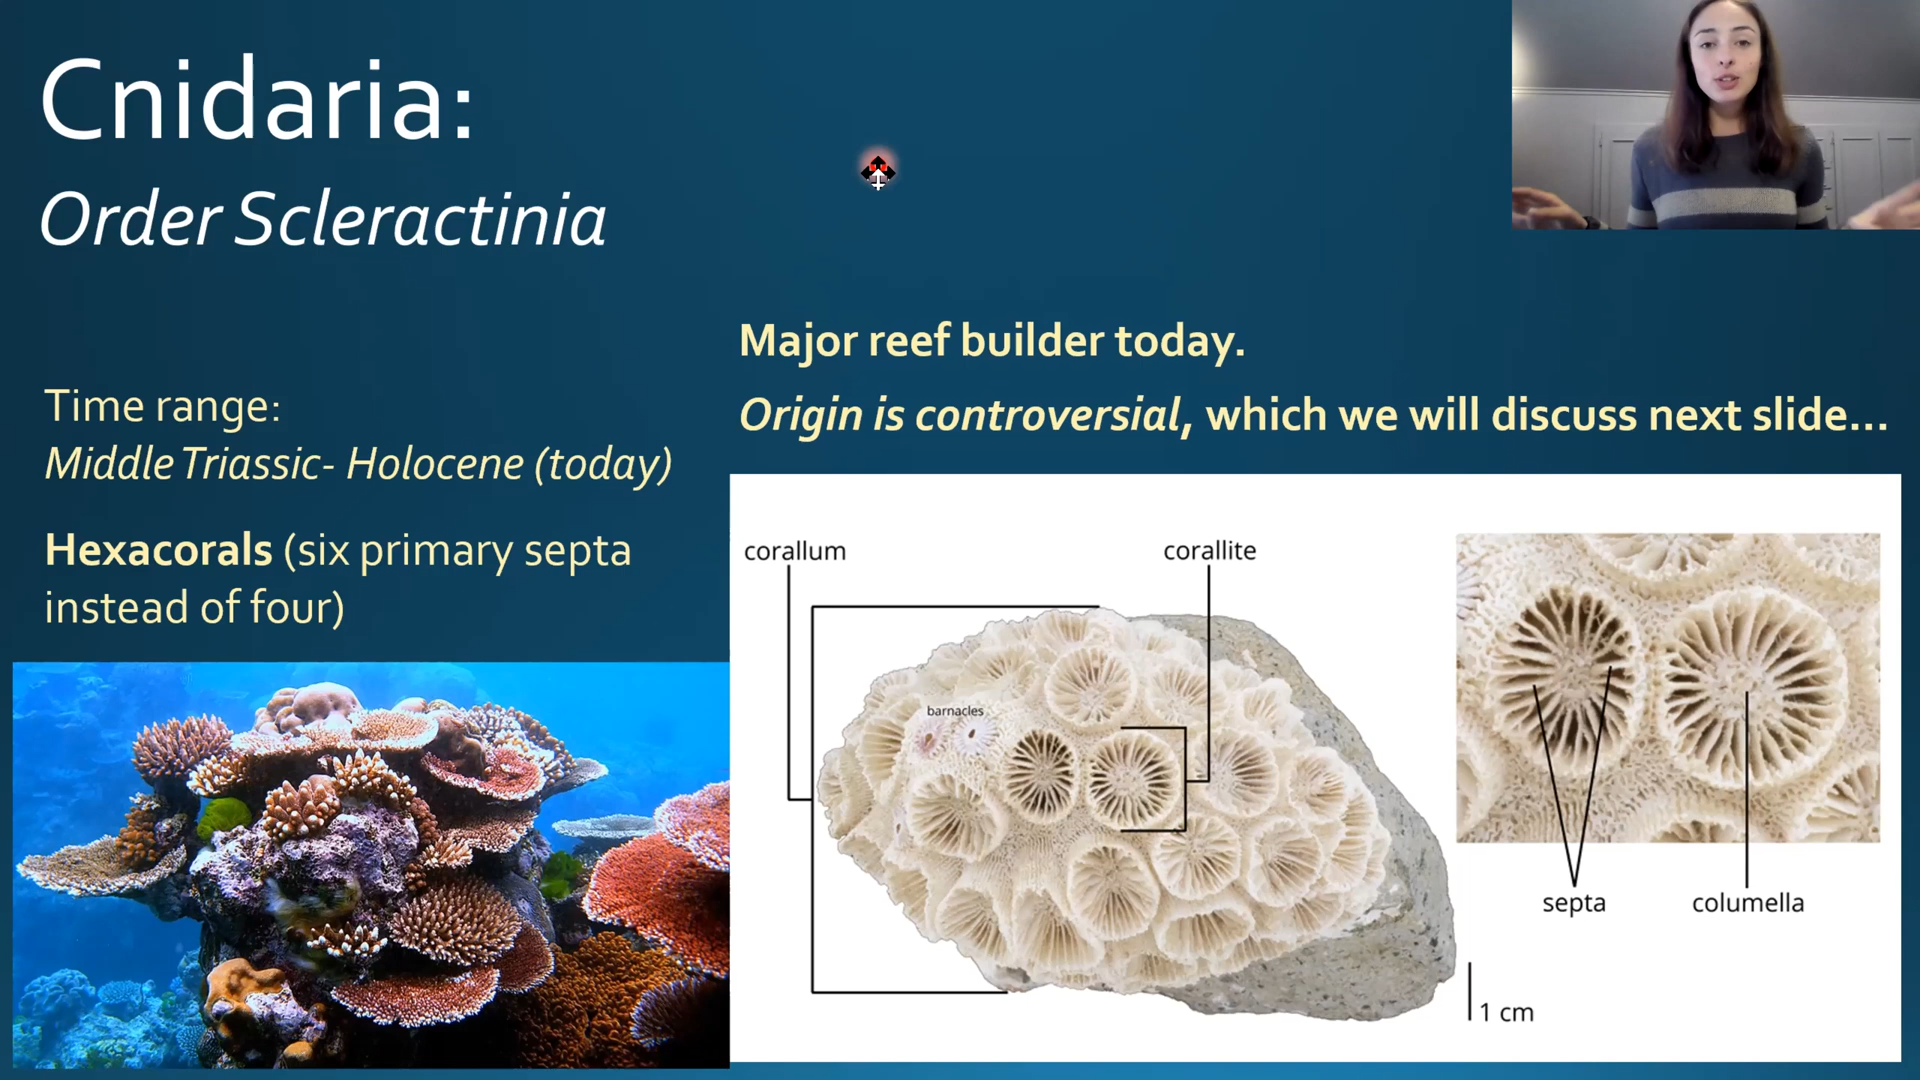 Cnidaria:
Order Scleractinia
Time range:
Middle Triassic- Holocene (today)
Hexacorals (six primary septa
instead of four)
Major reef builder today.
Origin is controversial, which we will discuss next slide...
corallum
corallite
barnacles
septa
columella
1 cm